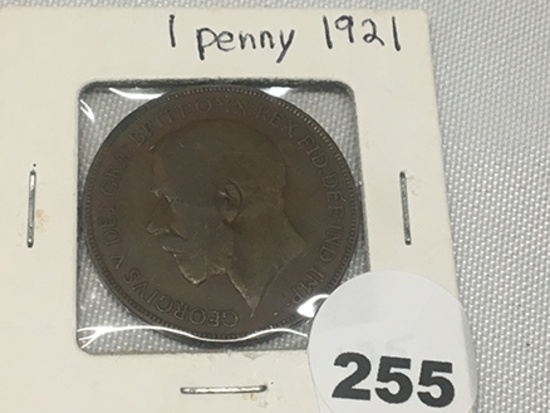 1 penny 1921
GEORGIVS V DEI GRA: BRITT: OMN: REX FID: DEF: IND: IMP:
255